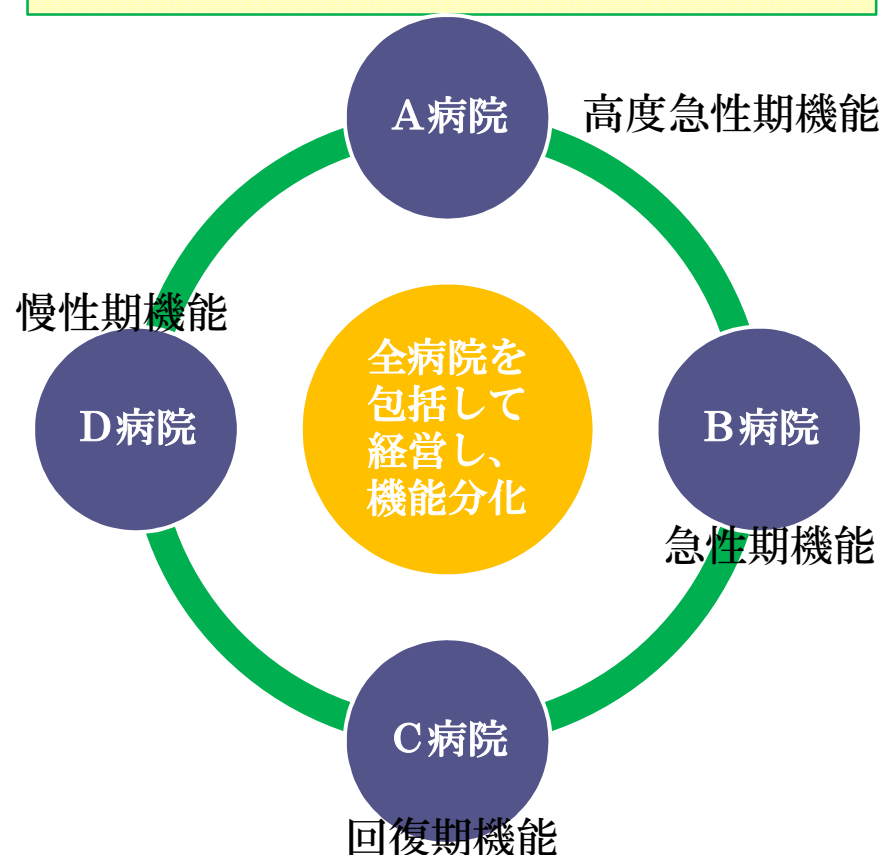 A病院
高度急性期機能
慢性期機能
全病院を
包括して
経営し、
機能分化
D病院
B病院
急性期機能
C病院
回復期機能